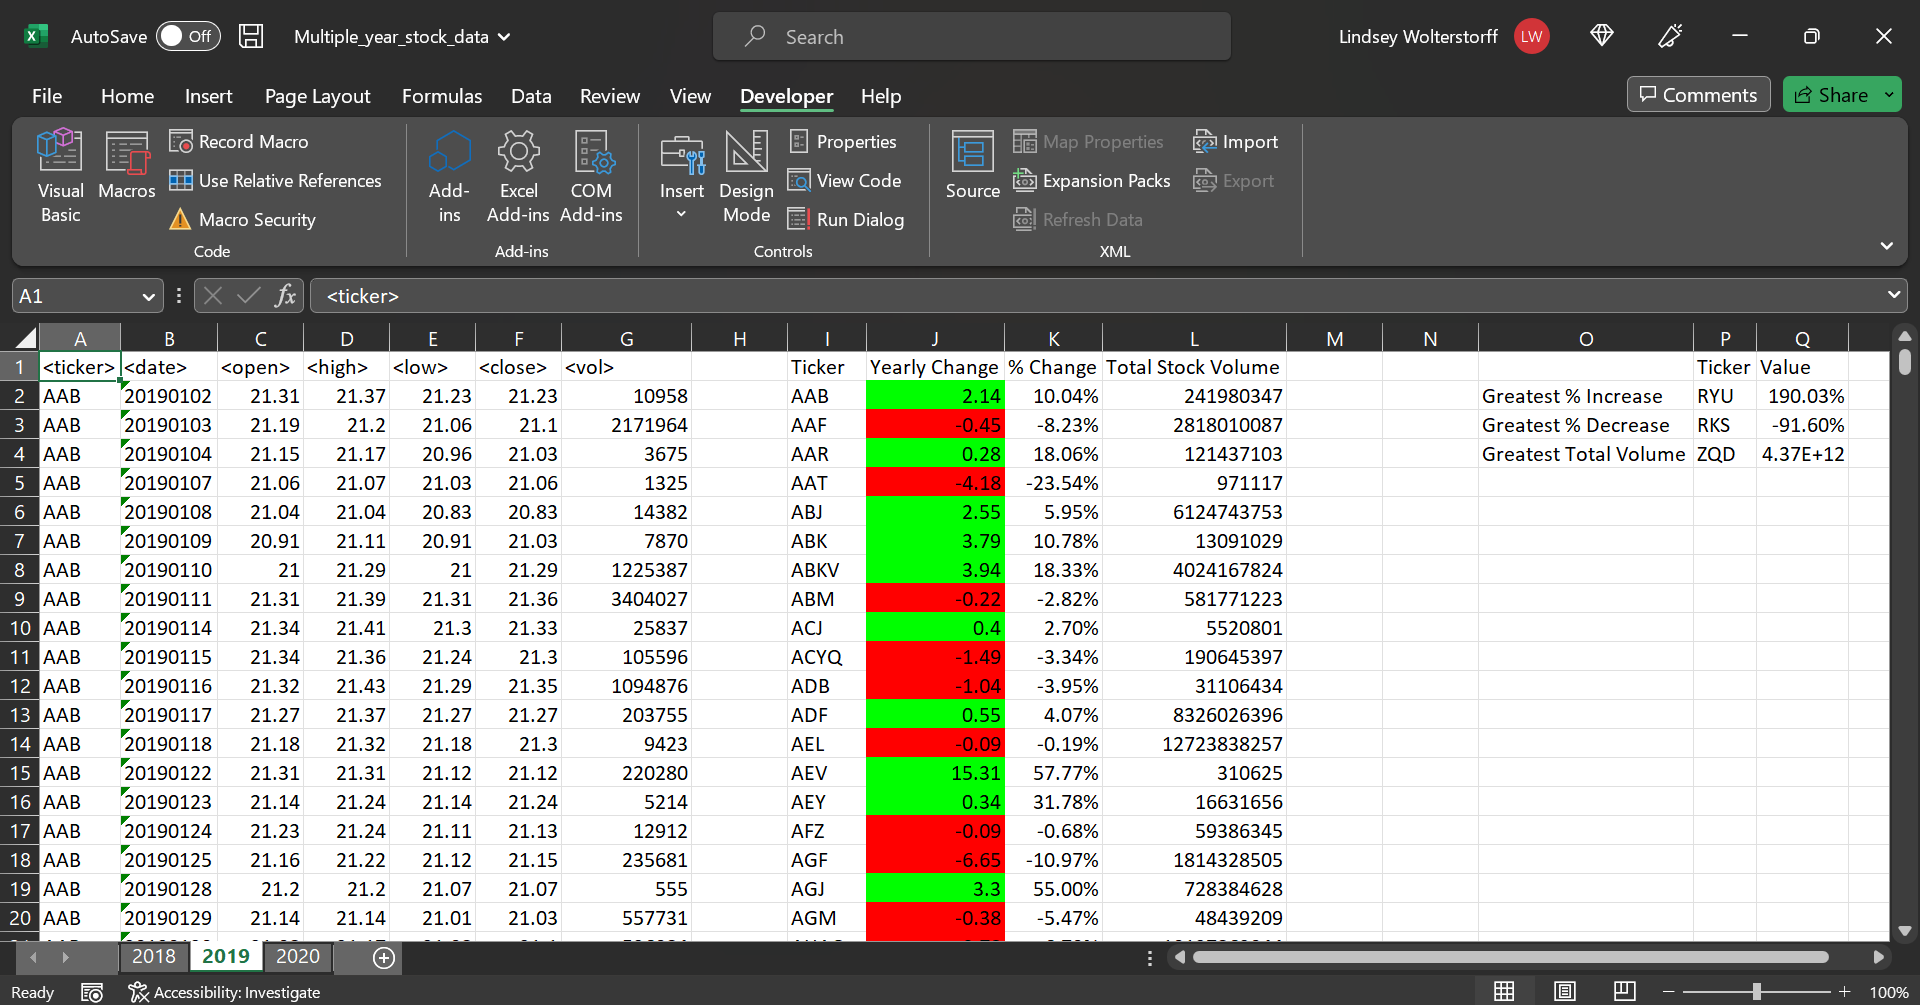 AutoSave Off Multiple_year_stock_data Search Lindsey Wolterstorff LW
File Home Insert Page Layout Formulas Data Review View Developer Help Comments Share
Visual Basic Macros Record Macro Use Relative References Macro Security Code
Add-ins Excel Add-ins COM Add-ins Add-ins
Insert Design Mode Properties View Code Run Dialog Controls
Source Map Properties Expansion Packs Refresh Data Import Export XML
A1 fx <ticker>
A B C D E F G H I J K L M N O P Q
1 <ticker> <date> <open> <high> <low> <close> <vol> Ticker Yearly Change % Change Total Stock Volume Ticker Value
2 AAB 20190102 21.31 21.37 21.23 21.23 10958 AAB 2.14 10.04% 241980347 Greatest % Increase RYU 190.03%
3 AAB 20190103 21.19 21.2 21.06 21.1 2171964 AAF -0.45 -8.23% 2818010087 Greatest % Decrease RKS -91.60%
4 AAB 20190104 21.15 21.17 20.96 21.03 3675 AAR 0.28 18.06% 121437103 Greatest Total Volume ZQD 4.37E+12
5 AAB 20190107 21.06 21.07 21.03 21.06 1325 AAT -4.18 -23.54% 971117
6 AAB 20190108 21.04 21.04 20.83 20.83 14382 ABJ 2.55 5.95% 6124743753
7 AAB 20190109 20.91 21.11 20.91 21.03 7870 ABK 3.79 10.78% 13091029
8 AAB 20190110 21 21.29 21 21.29 1225387 ABKV 3.94 18.33% 4024167824
9 AAB 20190111 21.31 21.39 21.31 21.36 3404027 ABM -0.22 -2.82% 581771223
10 AAB 20190114 21.34 21.41 21.3 21.33 25837 ACJ 0.4 2.70% 5520801
11 AAB 20190115 21.34 21.36 21.24 21.3 105596 ACYQ -1.49 -3.34% 190645397
12 AAB 20190116 21.32 21.43 21.29 21.35 1094876 ADB -1.04 -3.95% 31106434
13 AAB 20190117 21.27 21.37 21.27 21.27 203755 ADF 0.55 4.07% 8326026396
14 AAB 20190118 21.18 21.32 21.18 21.3 9423 AEL -0.09 -0.19% 12723838257
15 AAB 20190122 21.31 21.31 21.12 21.12 220280 AEV 15.31 57.77% 310625
16 AAB 20190123 21.14 21.24 21.14 21.24 5214 AEY 0.34 31.78% 16631656
17 AAB 20190124 21.23 21.24 21.11 21.13 12912 AFZ -0.09 -0.68% 59386345
18 AAB 20190125 21.16 21.22 21.12 21.15 235681 AGF -6.65 -10.97% 1814328505
19 AAB 20190128 21.2 21.2 21.07 21.07 555 AGJ 3.3 55.00% 728384628
20 AAB 20190129 21.14 21.14 21.01 21.03 557731 AGM -0.38 -5.47% 48439209
2018 2019 2020
Ready Accessibility: Investigate 100%